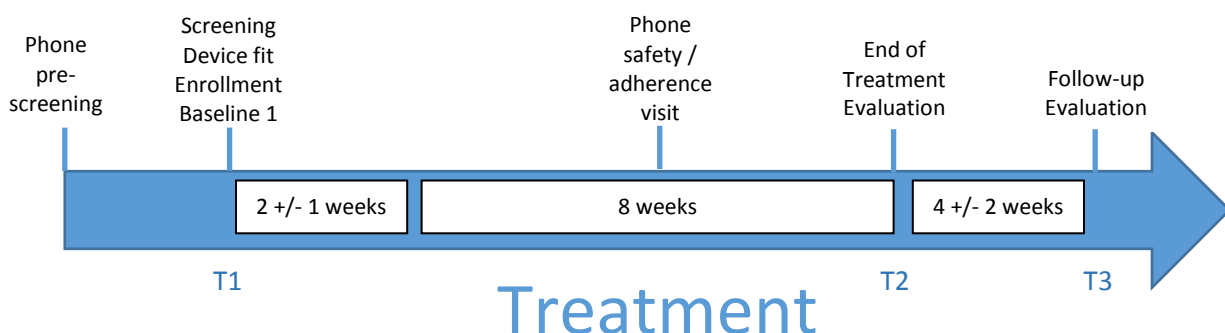 Phone
pre-
screening
Screening
Device fit
Enrollment
Baseline 1
Phone
safety /
adherence
visit
End of
Treatment
Evaluation
Follow-up
Evaluation
2 +/- 1 weeks
8 weeks
4 +/- 2 weeks
T1
T2
T3
Treatment